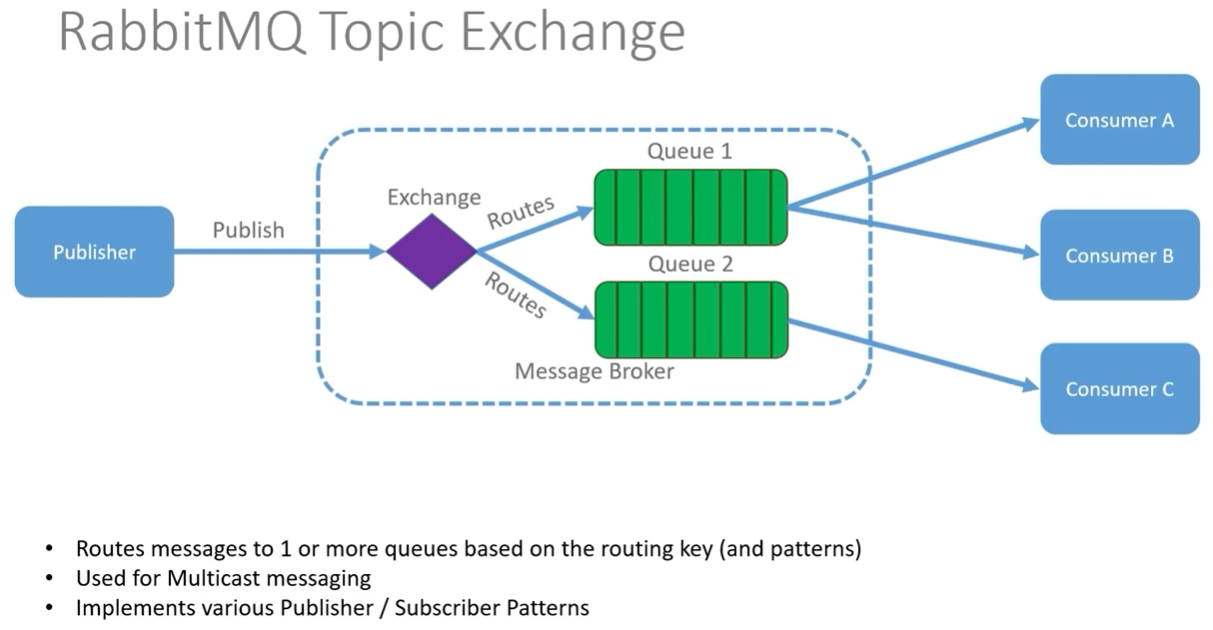 RabbitMQ Topic Exchange
Publisher
Publish
Exchange
Routes
Routes
Queue 1
Queue 2
Message Broker
Consumer A
Consumer B
Consumer C
• Routes messages to 1 or more queues based on the routing key (and patterns)
• Used for Multicast messaging
• Implements various Publisher / Subscriber Patterns